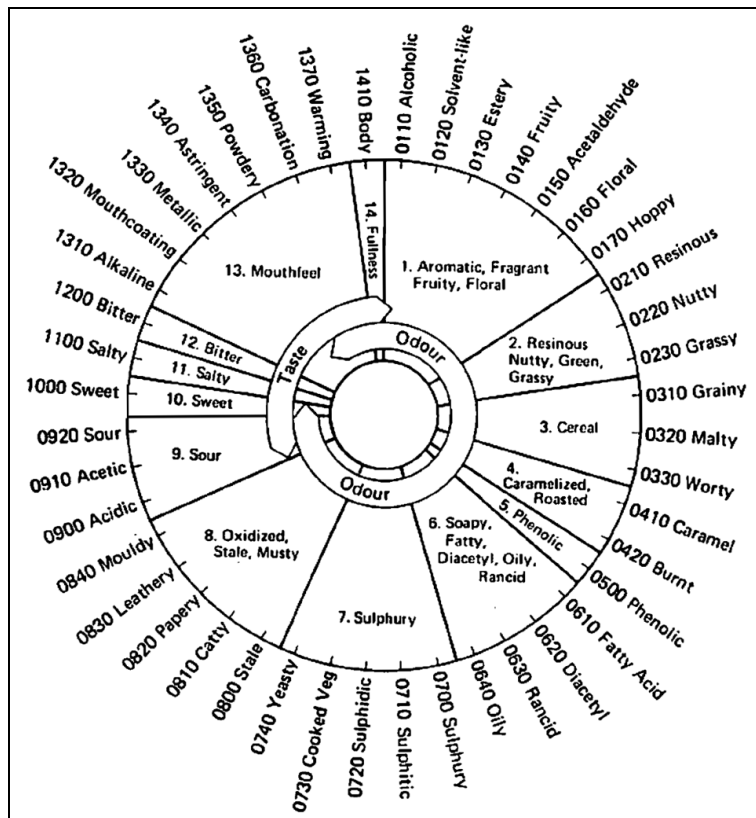 0110 Alcoholic
0120 Solvent-like
0130 Estery
0140 Fruity
0150 Acetaldehyde
0160 Floral
0170 Hoppy
0210 Resinous
0220 Nutty
0230 Grassy
0310 Grainy
0320 Malty
0330 Worty
0410 Caramel
0420 Burnt
0500 Phenolic
0610 Fatty Acid
0620 Diacetyl
0630 Rancid
0640 Oily
0700 Sulphury
0710 Sulphitic
0720 Sulphidic
0730 Cooked Veg
0740 Yeasty
0800 Stale
0810 Catty
0820 Papery
0830 Leathery
0840 Mouldy
0900 Acidic
0910 Acetic
0920 Sour
1000 Sweet
1100 Salty
1200 Bitter
1310 Alkaline
1320 Mouthcoating
1330 Metallic
1340 Astringent
1350 Powdery
1360 Carbonation
1370 Warming
1410 Body
1. Aromatic, Fragrant
Fruity, Floral
2. Resinous
Nutty, Green,
Grassy
3. Cereal
4.
Caramelized,
Roasted
5. Phenolic
6. Soapy,
Fatty,
Diacetyl, Oily,
Rancid
7. Sulphury
8. Oxidized,
Stale, Musty
9. Sour
10. Sweet
11. Salty
12. Bitter
13. Mouthfeel
14. Fullness
Odour
Taste
Odour